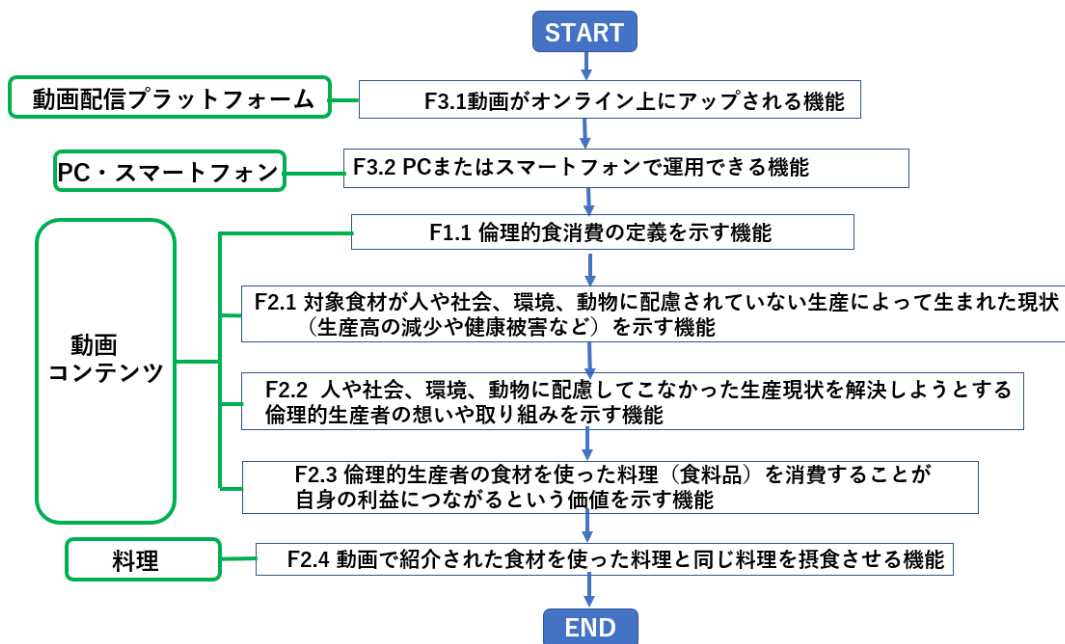 START
動画配信プラットフォーム
F3.1動画がオンライン上にアップされる機能
PC・スマートフォン
F3.2 PCまたはスマートフォンで運用できる機能
F1.1 倫理的食消費の定義を示す機能
動画
コンテンツ
F2.1 対象食材が人や社会、環境、動物に配慮されていない生産によって生まれた現状
（生産高の減少や健康被害など）を示す機能
F2.2 人や社会、環境、動物に配慮してこなかった生産現状を解決しようとする
倫理的生産者の想いや取り組みを示す機能
F2.3 倫理的生産者の食材を使った料理（食料品）を消費することが
自身の利益につながるという価値を示す機能
料理
F2.4 動画で紹介された食材を使った料理と同じ料理を摂食させる機能
END